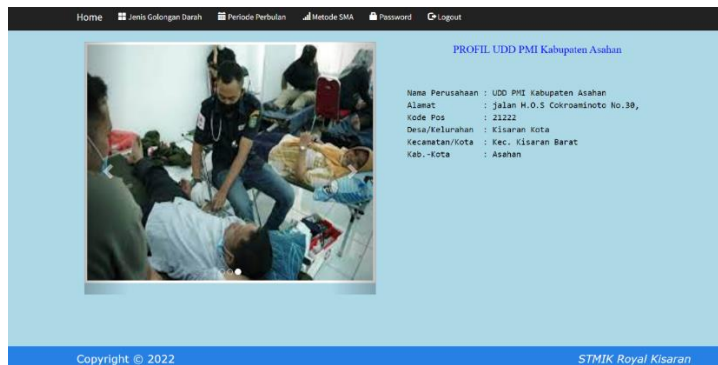 Home Jenis Golongan Darah Periode Perbulan Metode SMA Password Logout
PROFIL UDD PMI Kabupaten Asahan
Nama Perusahaan : UDD PMI Kabupaten Asahan
Alamat : jalan H.O.S Cokroaminoto No.30,
Kode Pos : 21222
Desa/Kelurahan : Kisaran Kota
Kecamatan/Kota : Kec. Kisaran Barat
Kab.-Kota : Asahan
Copyright © 2022 STMIK Royal Kisaran